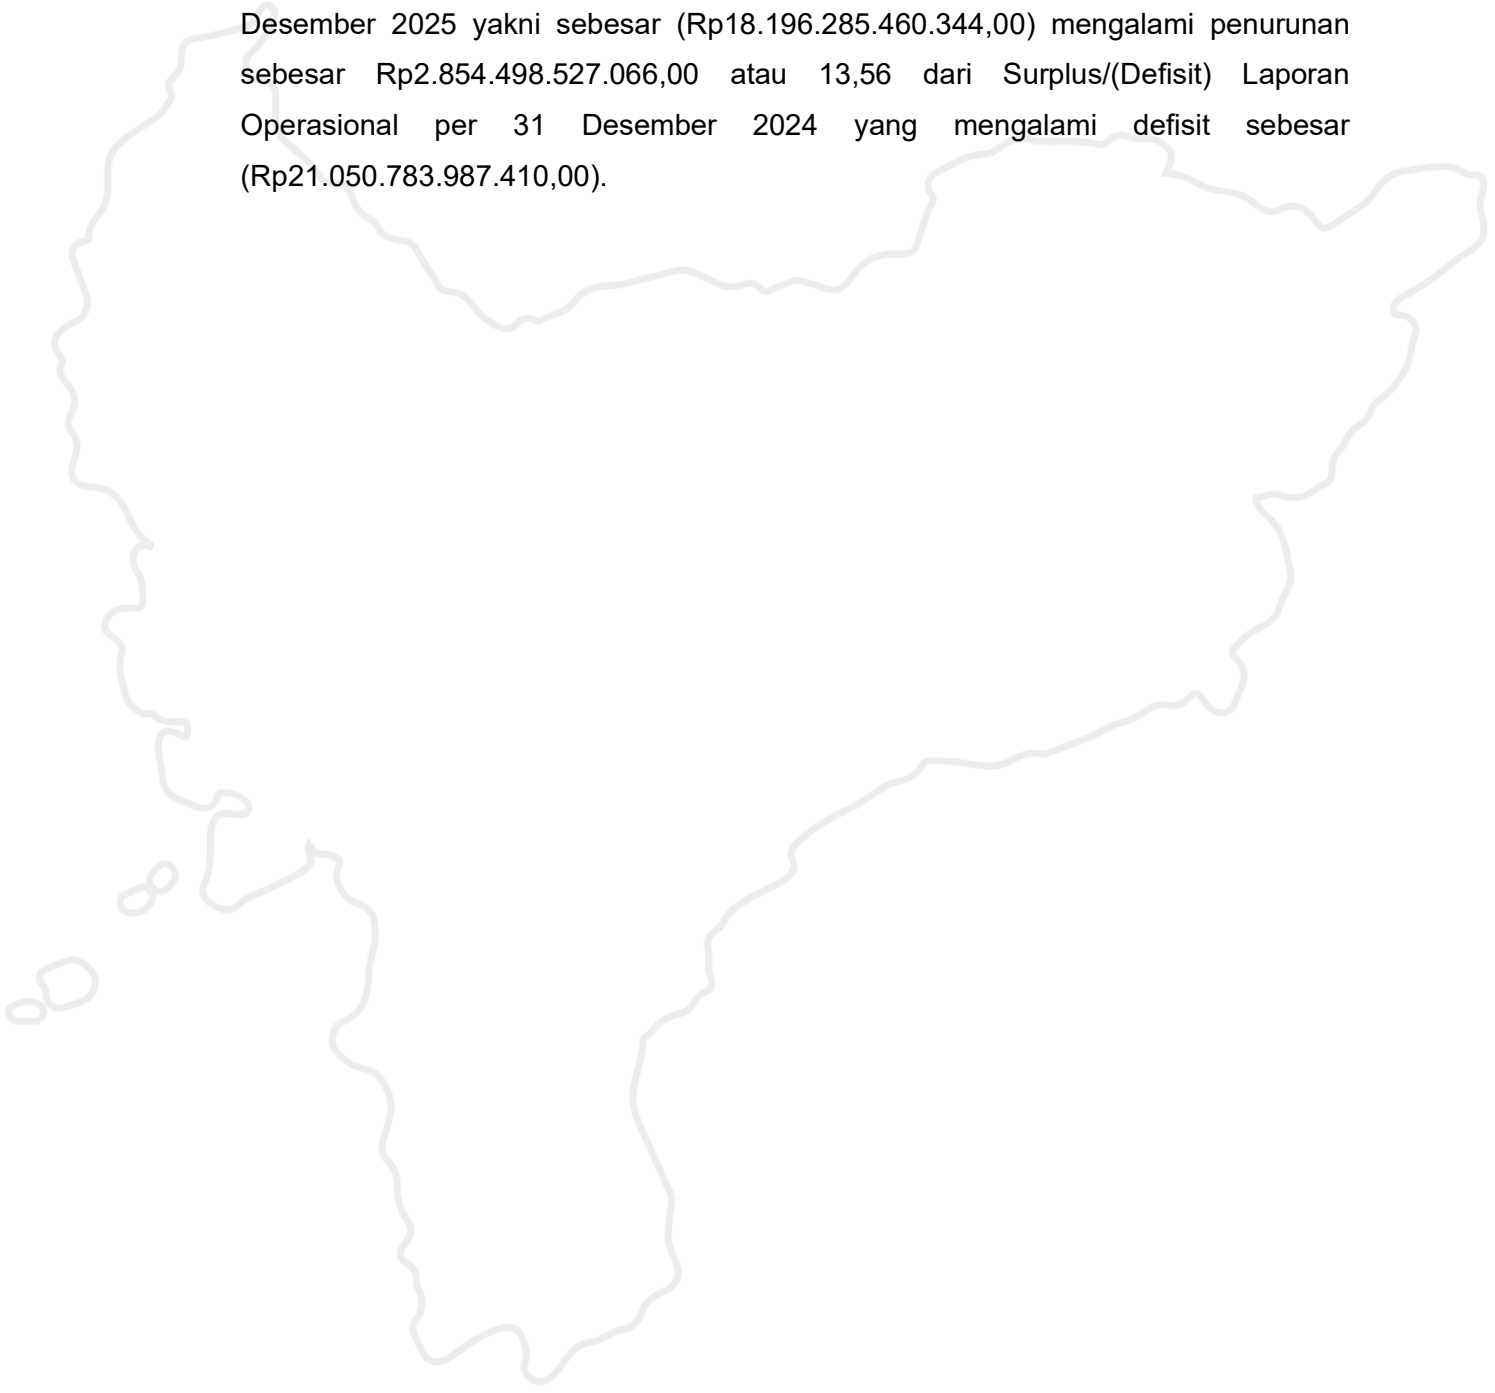 Desember 2025 yakni sebesar (Rp18.196.285.460.344,00) mengalami penurunan
sebesar Rp2.854.498.527.066,00 atau 13,56 dari Surplus/(Defisit) Laporan
Operasional per 31 Desember 2024 yang mengalami defisit sebesar
(Rp21.050.783.987.410,00).